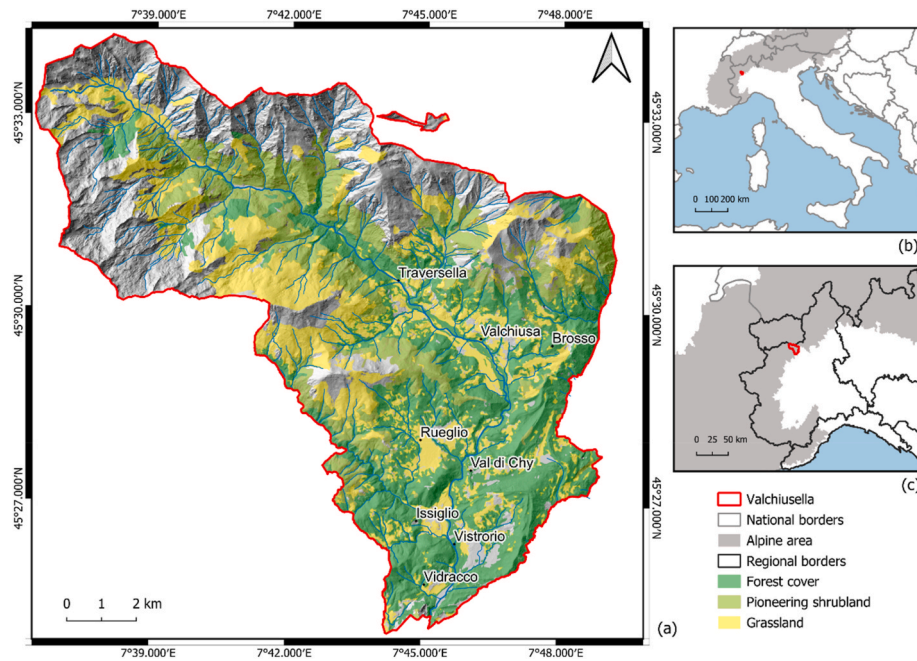 7°39.000'E 7°42.000'E 7°45.000'E 7°48.000'E
45°33.000'N
45°30.000'N
45°27.000'N
Traversella
Valchiusa
Brosso
Rueglio
Val di Chy
Issiglio
Vistrorio
Vidracco
0 1 2 km
7°39.000'E 7°42.000'E 7°45.000'E 7°48.000'E
45°33.000'N
45°30.000'N
45°27.000'N
(a)
0 100 200 km
(b)
0 25 50 km
(c)
Valchiusella
National borders
Alpine area
Regional borders
Forest cover
Pioneering shrubland
Grassland